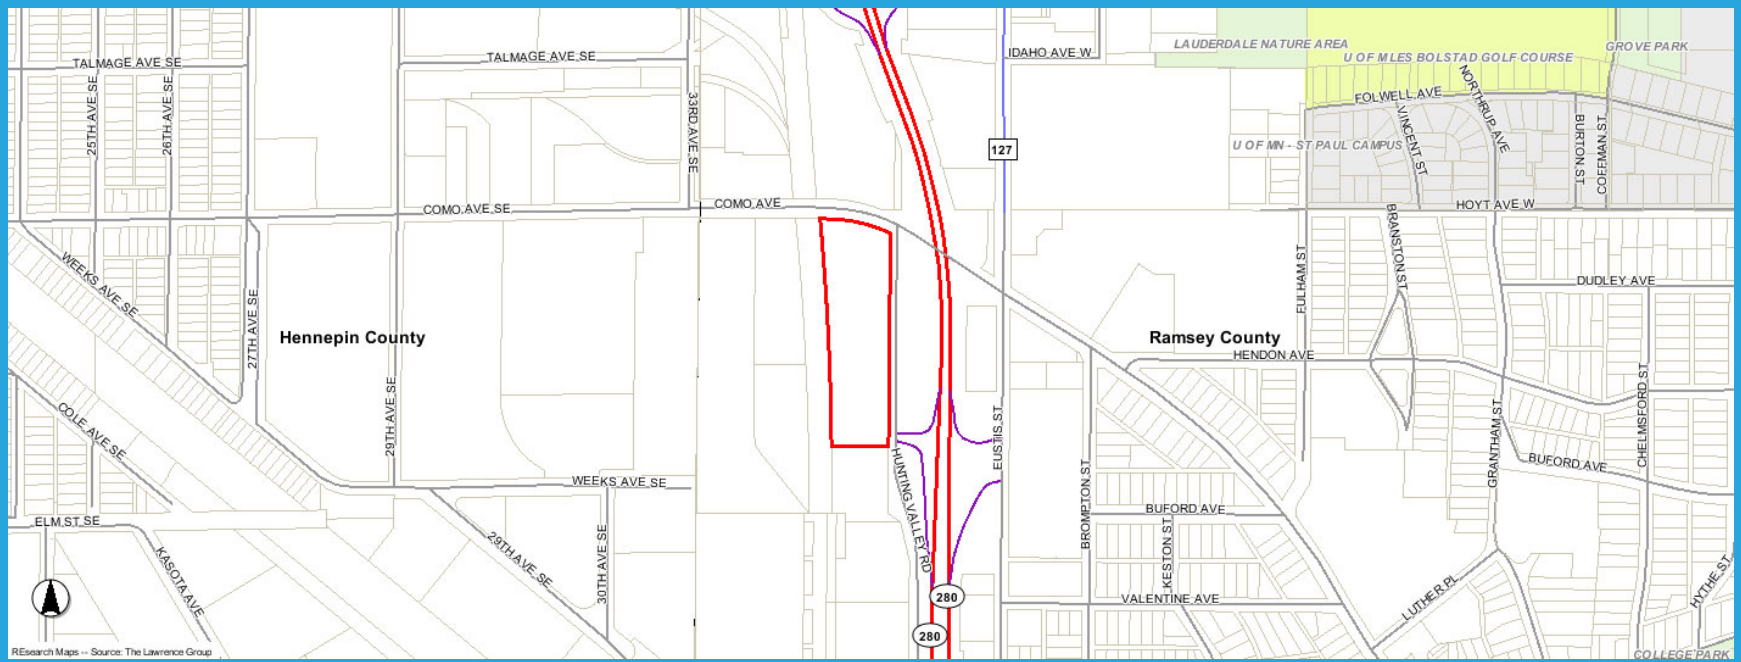 IDAHO AVE W
LAUDERDALE NATURE AREA
U OF M LES BOLSTAD GOLF COURSE
GROVE PARK
TALMAGE AVE SE
TALMAGE AVE SE
25TH AVE SE
26TH AVE SE
33RD AVE SE
FOLWELL AVE
NORTHRUP AVE
VINCENT ST
BURTON ST
COFFMAN ST
127
U OF MN - ST PAUL CAMPUS
COMO AVE SE
COMO AVE
HOYT AVE W
BRANSTON ST
WEEKS AVE SE
27TH AVE SE
FULHAM ST
DUDLEY AVE
Hennepin County
Ramsey County
HENDON AVE
29TH AVE SE
COLE AVE SE
EUSTIS ST
GRANTHAM ST
CHELMSFORD ST
BUFORD AVE
WEEKS AVE SE
HUNTING VALLEY RD
BROMPTON ST
BUFORD AVE
KESTON ST
ELM ST SE
KASOTA AVE
29TH AVE SE
30TH AVE SE
280
VALENTINE AVE
LUTHER PL
HYTHE ST
280
REsearch Maps -- Source: The Lawrence Group
COLLEGE PARK